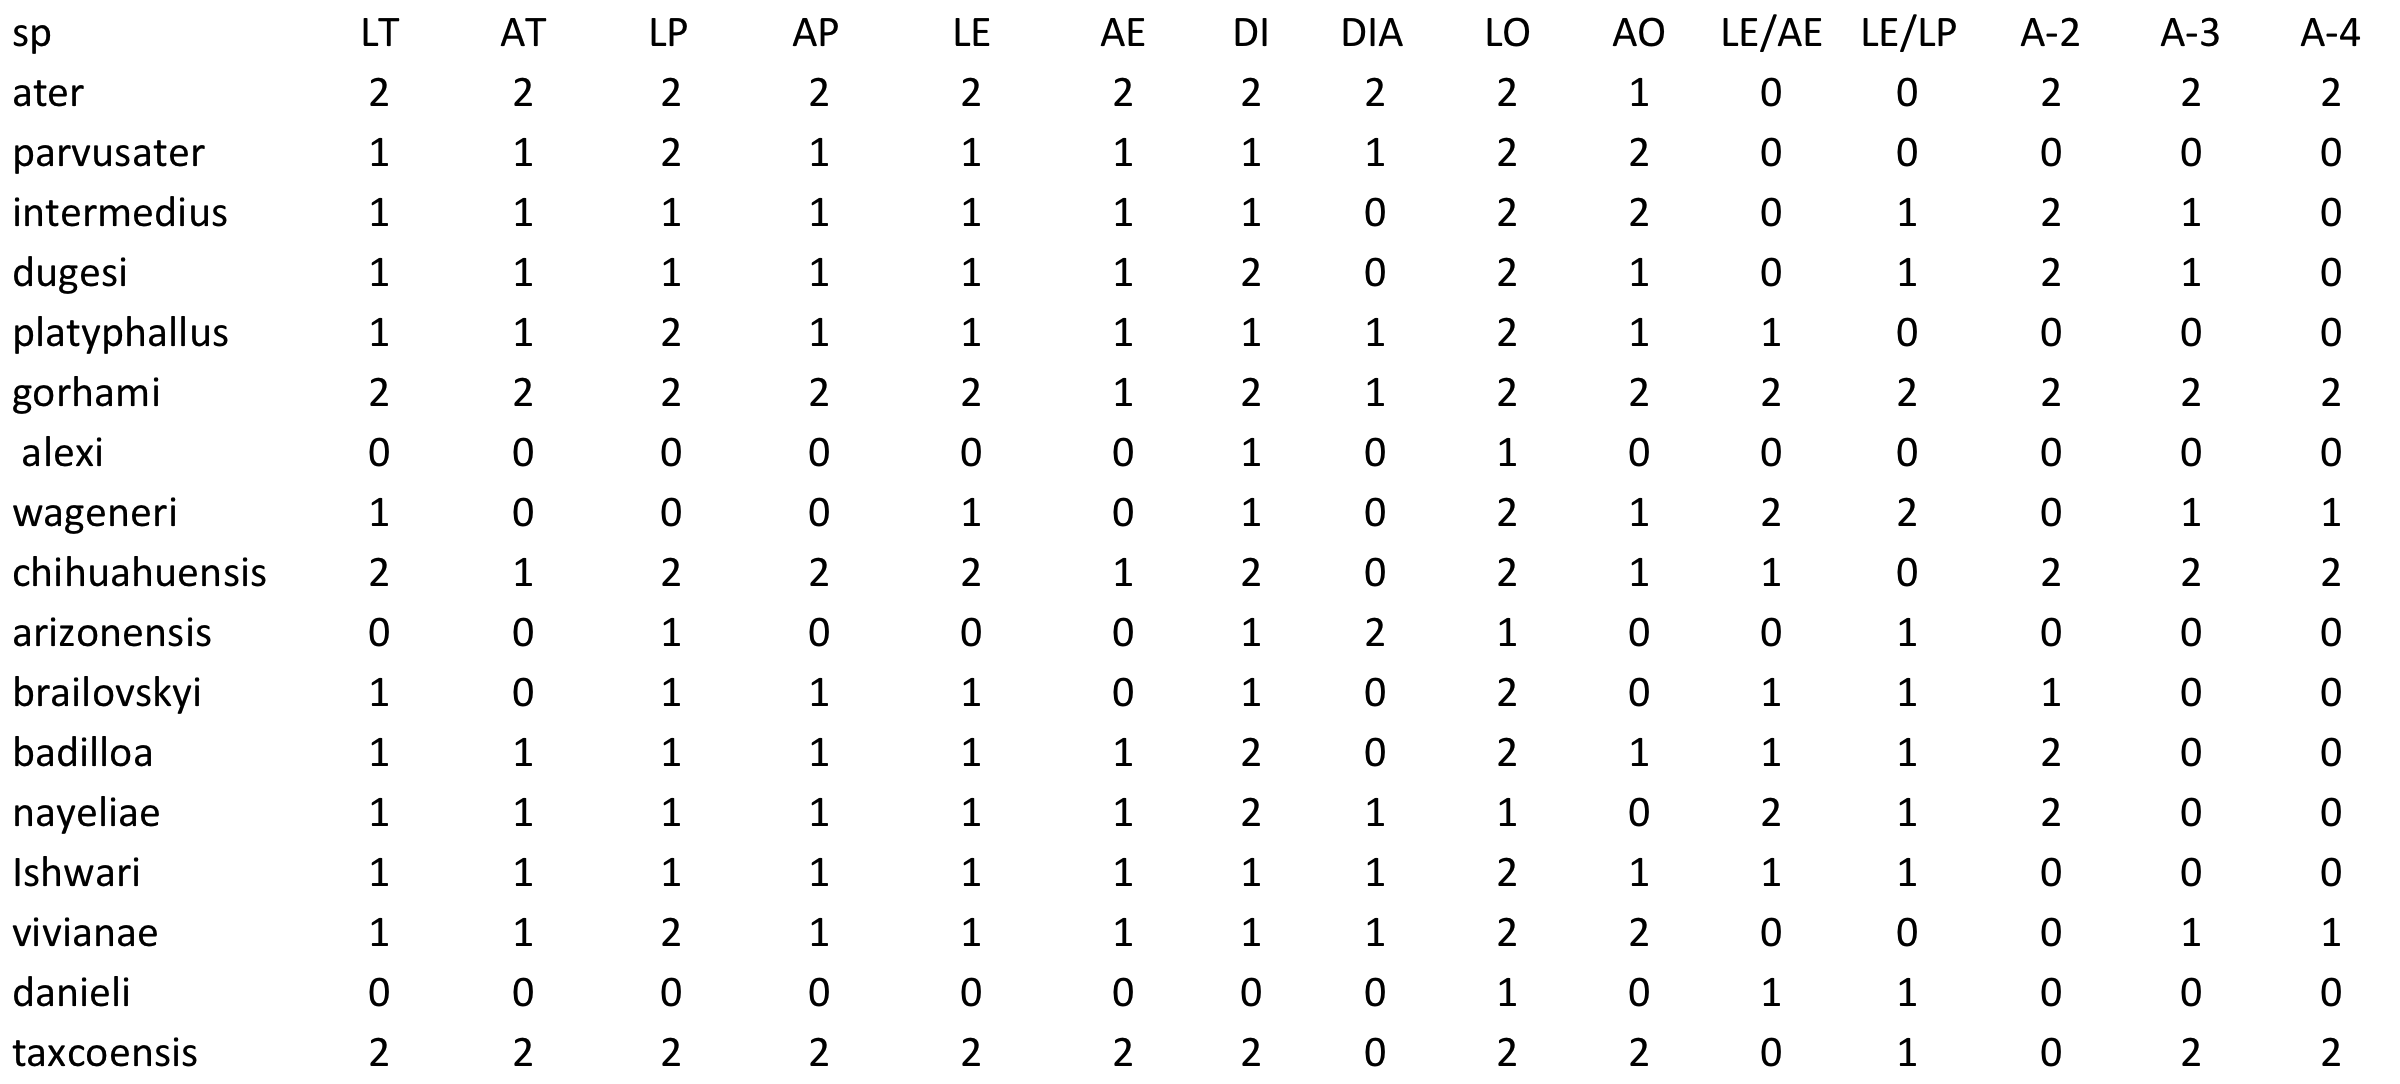 sp LT AT LP AP LE AE DI DIA LO AO LE/AE LE/LP A-2 A-3 A-4
ater 2 2 2 2 2 2 2 2 2 1 0 0 2 2 2
parvusater 1 1 2 1 1 1 1 1 2 2 0 0 0 0 0
intermedius 1 1 1 1 1 1 1 0 2 2 0 1 2 1 0
dugesi 1 1 1 1 1 1 2 0 2 1 0 1 2 1 0
platyphallus 1 1 2 1 1 1 1 1 2 1 1 0 0 0 0
gorhami 2 2 2 2 2 1 2 1 2 2 2 2 2 2 2
alexi 0 0 0 0 0 0 1 0 1 0 0 0 0 0 0
wageneri 1 0 0 0 1 0 1 0 2 1 2 2 0 1 1
chihuahuensis 2 1 2 2 2 1 2 0 2 1 1 0 2 2 2
arizonensis 0 0 1 0 0 0 1 2 1 0 0 1 0 0 0
brailovskyi 1 0 1 1 1 0 1 0 2 0 1 1 1 0 0
badilloa 1 1 1 1 1 1 2 0 2 1 1 1 2 0 0
nayeliae 1 1 1 1 1 1 2 1 1 0 2 1 2 0 0
Ishwari 1 1 1 1 1 1 1 1 2 1 1 1 0 0 0
vivianae 1 1 2 1 1 1 1 1 2 2 0 0 0 1 1
danieli 0 0 0 0 0 0 0 0 1 0 1 1 0 0 0
taxcoensis 2 2 2 2 2 2 2 0 2 2 0 1 0 2 2